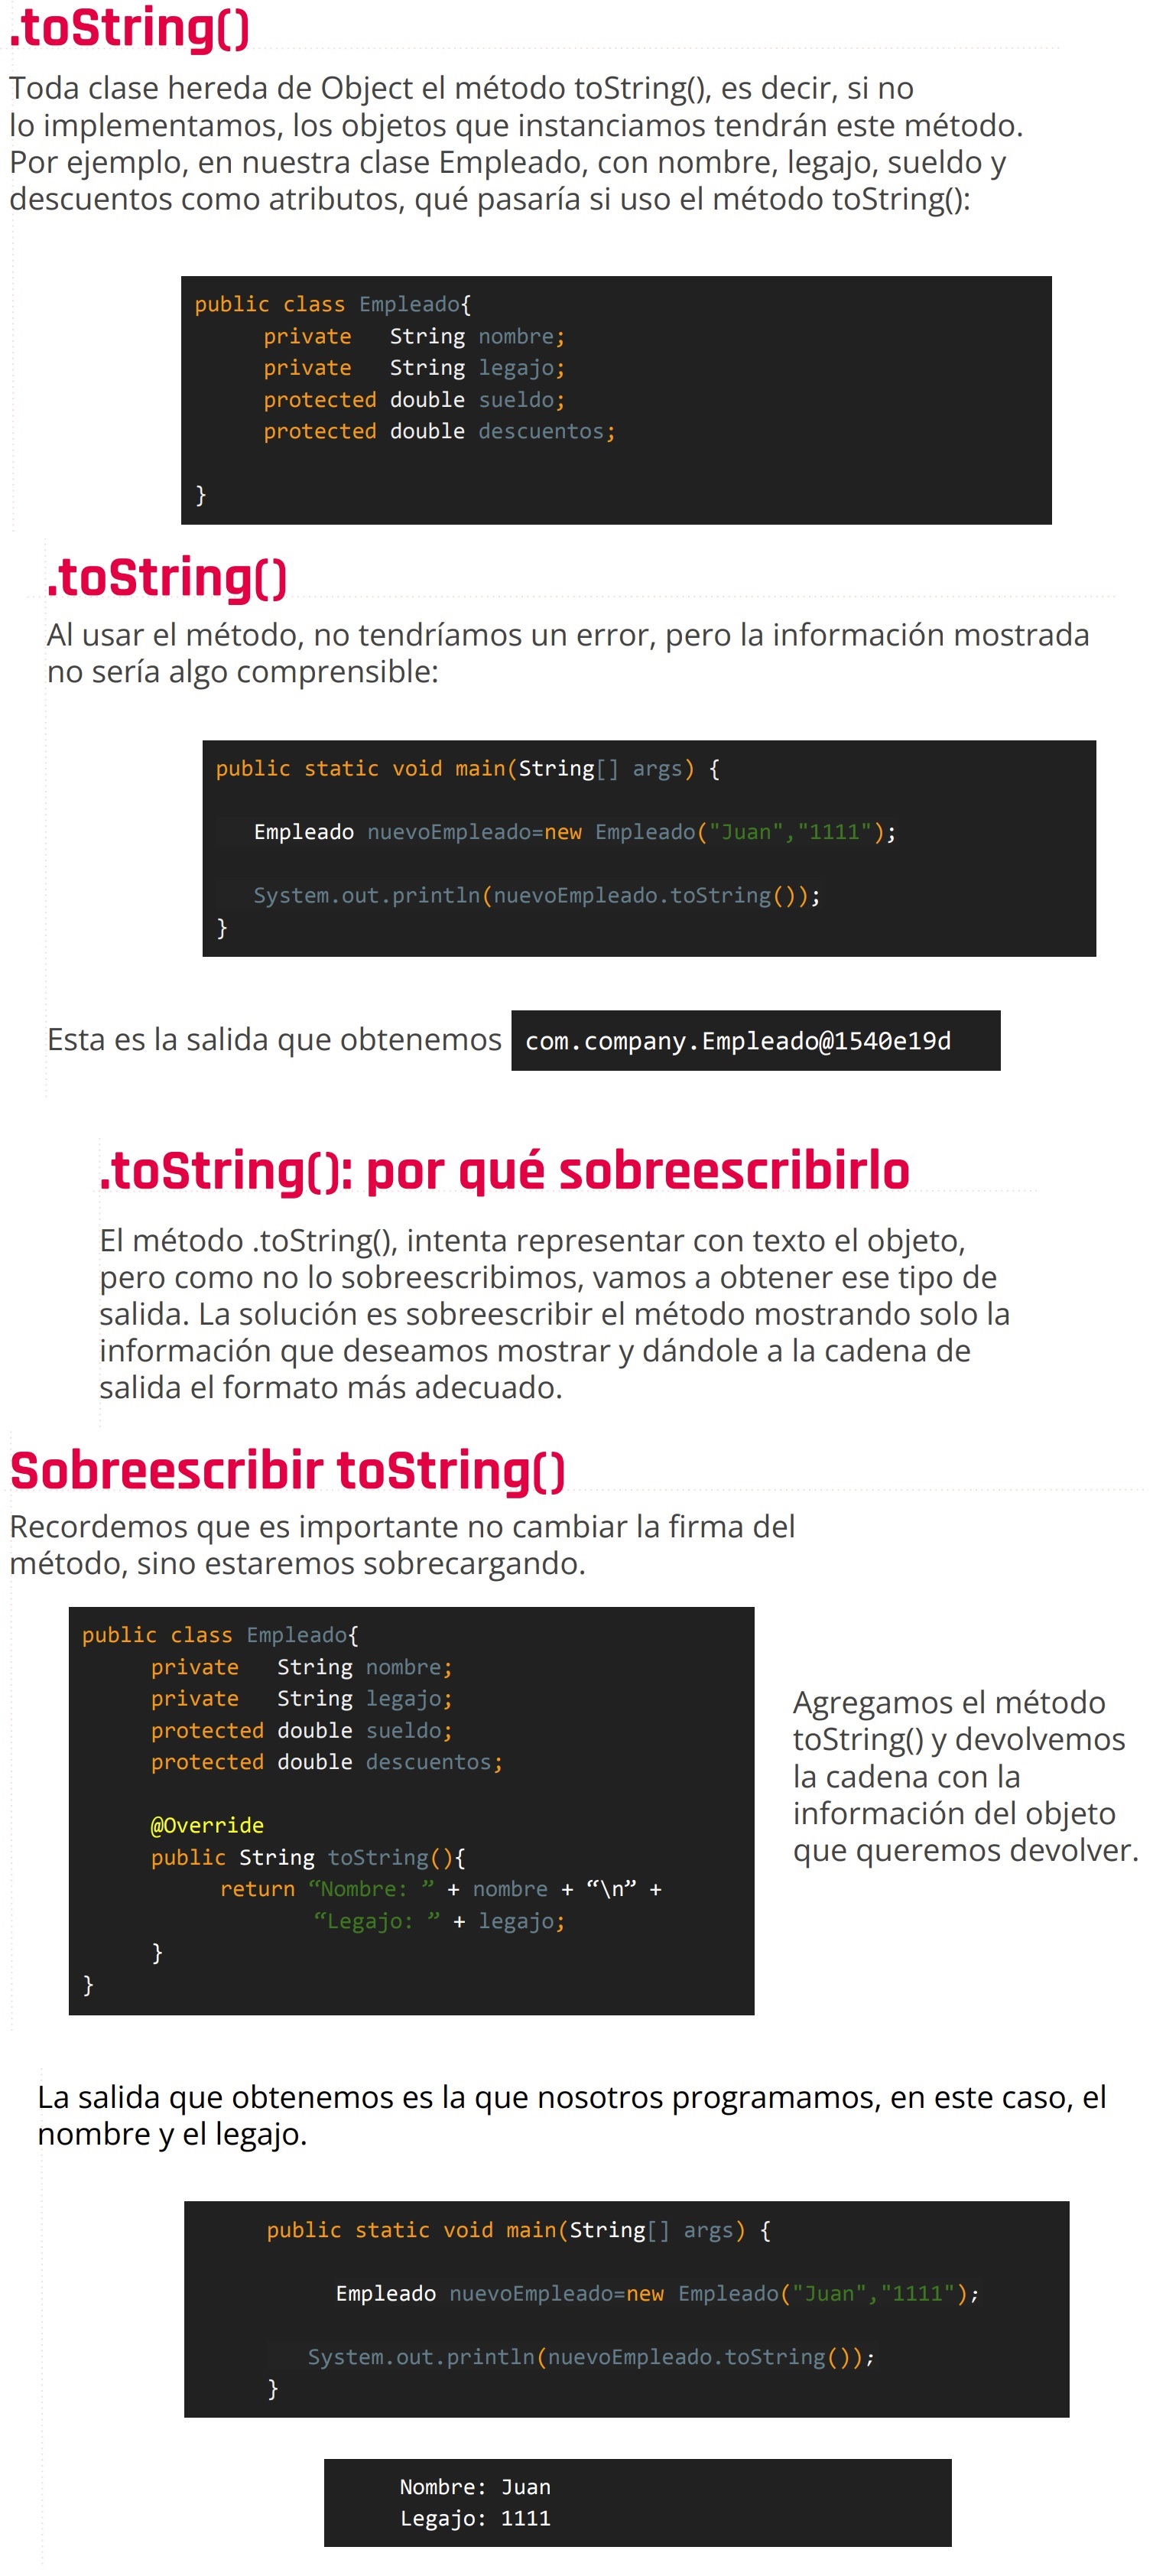 .toString()
Toda clase hereda de Object el método toString(), es decir, si no
lo implementamos, los objetos que instanciamos tendrán este método.
Por ejemplo, en nuestra clase Empleado, con nombre, legajo, sueldo y
descuentos como atributos, qué pasaría si uso el método toString():
public class Empleado{
private String nombre;
private String legajo;
protected double sueldo;
protected double descuentos;
}
.toString()
Al usar el método, no tendríamos un error, pero la información mostrada
no sería algo comprensible:
public static void main(String[] args) {
Empleado nuevoEmpleado=new Empleado("Juan","1111");
System.out.println(nuevoEmpleado.toString());
}
Esta es la salida que obtenemos com.company.Empleado@1540e19d
.toString(): por qué sobreescribirlo
El método .toString(), intenta representar con texto el objeto,
pero como no lo sobreescribimos, vamos a obtener ese tipo de
salida. La solución es sobreescribir el método mostrando solo la
información que deseamos mostrar y dándole a la cadena de
salida el formato más adecuado.
Sobreescribir toString()
Recordemos que es importante no cambiar la firma del
método, sino estaremos sobrecargando.
public class Empleado{
private String nombre;
private String legajo;
protected double sueldo;
protected double descuentos;
@Override
public String toString(){
return “Nombre: ” + nombre + “\n” +
“Legajo: ” + legajo;
}
}
Agregamos el método
toString() y devolvemos
la cadena con la
información del objeto
que queremos devolver.
La salida que obtenemos es la que nosotros programamos, en este caso, el
nombre y el legajo.
public static void main(String[] args) {
Empleado nuevoEmpleado=new Empleado("Juan","1111");
System.out.println(nuevoEmpleado.toString());
}
Nombre: Juan
Legajo: 1111